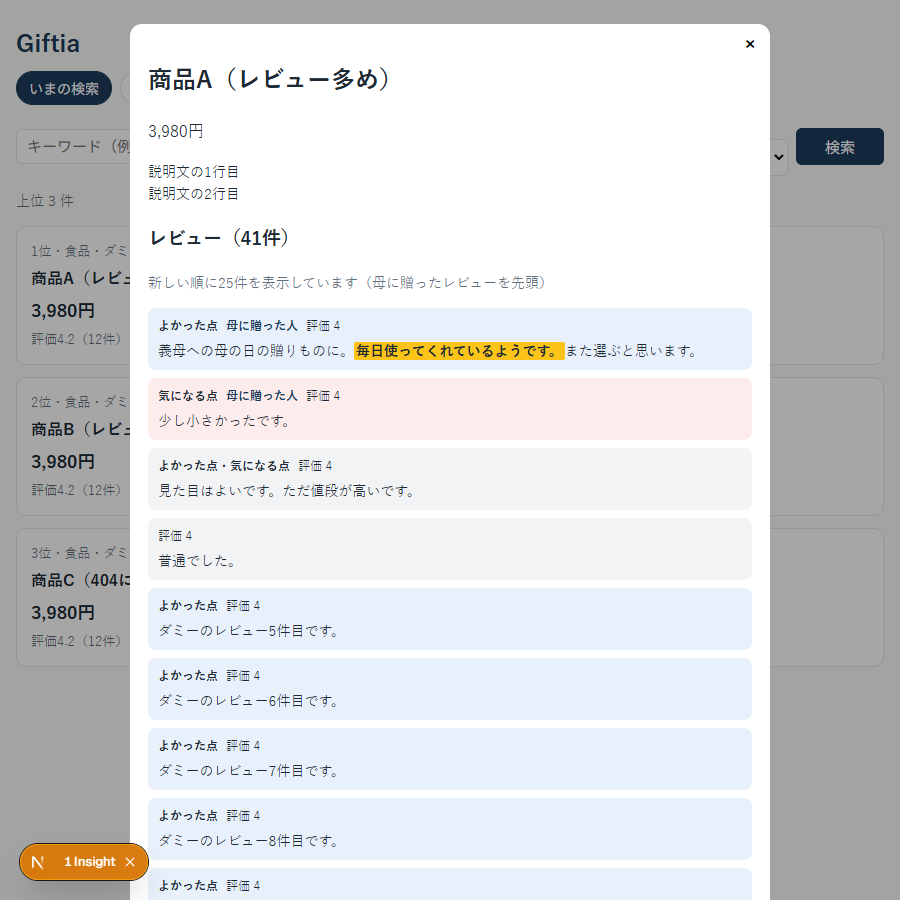 Giftia
いまの検索
キーワード（例
検索
上位 3 件
1位・食品・ダミ
商品A（レビュ
3,980円
評価4.2（12件）
2位・食品・ダミ
商品B（レビュ
3,980円
評価4.2（12件）
3位・食品・ダミ
商品C（404に
3,980円
評価4.2（12件）
×
商品A（レビュー多め）
3,980円
説明文の1行目
説明文の2行目
レビュー（41件）
新しい順に25件を表示しています（母に贈ったレビューを先頭）
よかった点 母に贈った人 評価 4
義母への母の日の贈りものに。毎日使ってくれているようです。また選ぶと思います。
気になる点 母に贈った人 評価 4
少し小さかったです。
よかった点・気になる点 評価 4
見た目はよいです。ただ値段が高いです。
評価 4
普通でした。
よかった点 評価 4
ダミーのレビュー5件目です。
よかった点 評価 4
ダミーのレビュー6件目です。
よかった点 評価 4
ダミーのレビュー7件目です。
よかった点 評価 4
ダミーのレビュー8件目です。
よかった点 評価 4
N 1 Insight ×